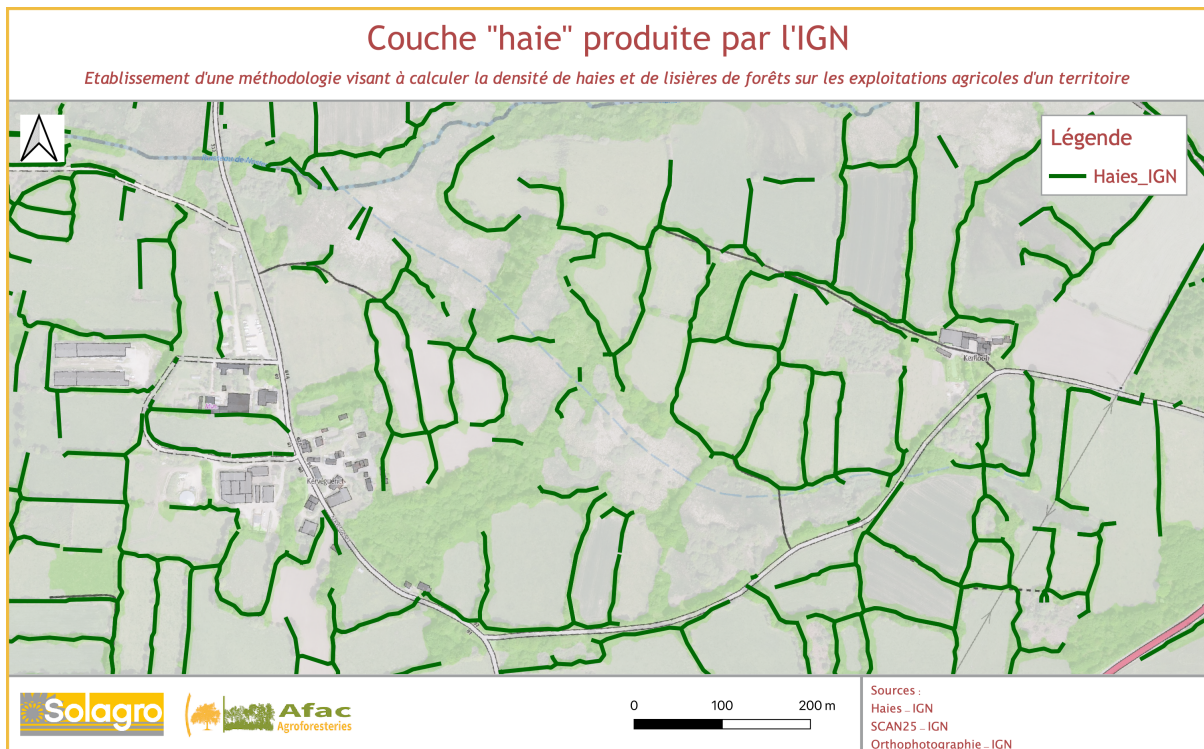 Couche "haie" produite par l'IGN
Etablissement d'une méthodologie visant à calculer la densité de haies et de lisières de forêts sur les exploitations agricoles d'un territoire
Légende
Haies_IGN
Solagro
Afac
Agroforesteries
0 100 200 m
Sources :
Haies _ IGN
SCAN25 _ IGN
Orthophotographie _ IGN